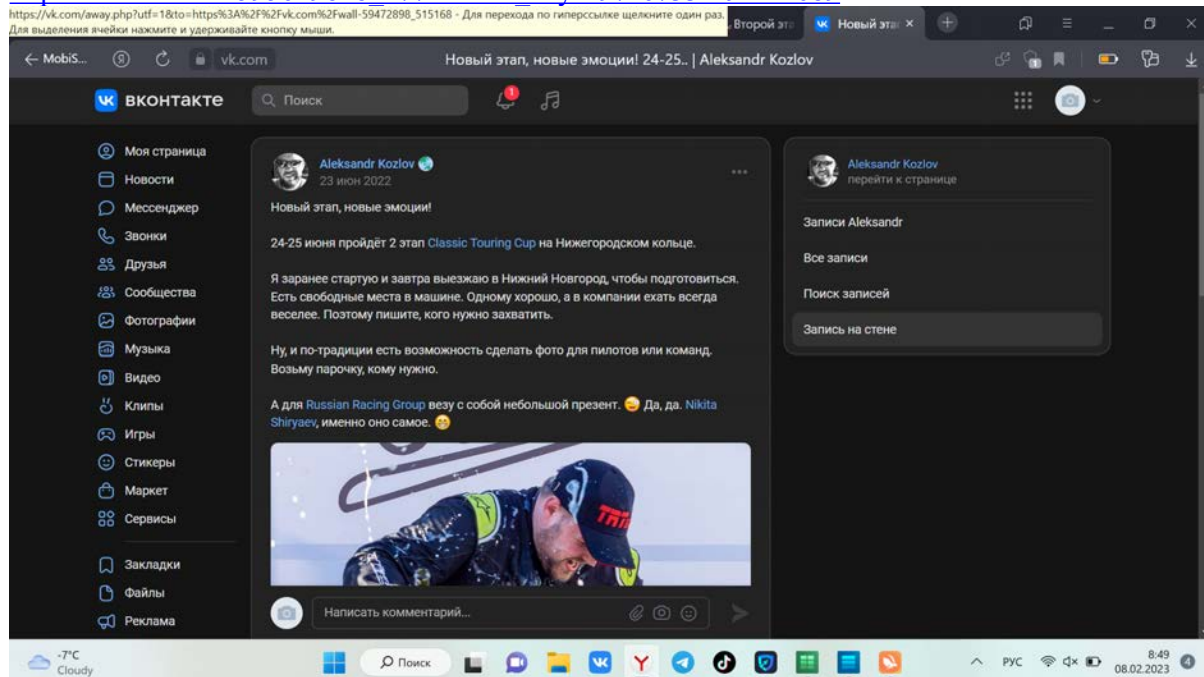 https://vk.com/away.php?utf=1&to=https%3A%2F%2Fvk.com%2Fwall-59472898_515168 - Для перехода по гиперссылке щелкните один раз.
Для выделения ячейки нажмите и удерживайте кнопку мыши.
Второй эта
Новый эта
MobiS...
vk.com
Новый этап, новые эмоции! 24-25.. | Aleksandr Kozlov
вконтакте
Поиск
1
Моя страница
Новости
Мессенджер
Звонки
Друзья
Сообщества
Фотографии
Музыка
Видео
Клипы
Игры
Стикеры
Маркет
Сервисы
Закладки
Файлы
Реклама
Aleksandr Kozlov
23 июн 2022
Новый этап, новые эмоции!
24-25 июня пройдёт 2 этап Classic Touring Cup на Нижегородском кольце.
Я заранее стартую и завтра выезжаю в Нижний Новгород, чтобы подготовиться.
Есть свободные места в машине. Одному хорошо, а в компании ехать всегда
веселее. Поэтому пишите, кого нужно захватить.
Ну, и по-традиции есть возможность сделать фото для пилотов или команд.
Возьму парочку, кому нужно.
А для Russian Racing Group везу с собой небольшой презент. Да, да. Nikita
Shiryaev, именно оно самое.
Написать комментарий...
Aleksandr Kozlov
перейти к странице
Записи Aleksandr
Все записи
Поиск записей
Запись на стене
-7°C
Cloudy
Поиск
РУС
8:49
08.02.2023
4